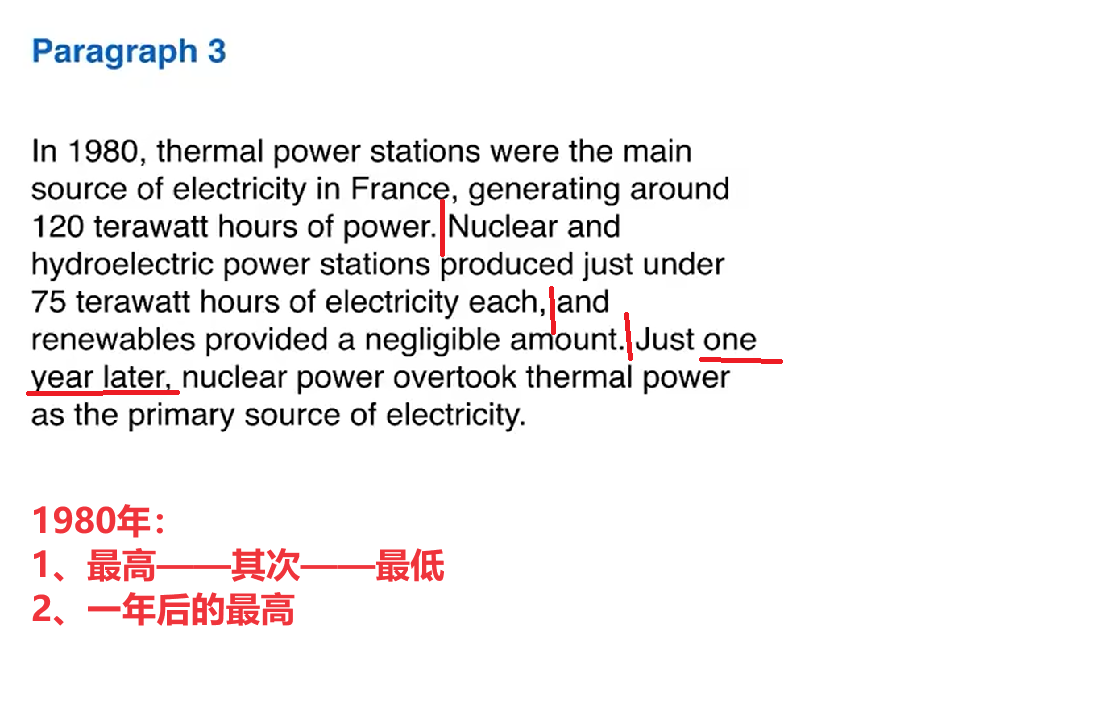 Paragraph 3
In 1980, thermal power stations were the main
source of electricity in France, generating around
120 terawatt hours of power. Nuclear and
hydroelectric power stations produced just under
75 terawatt hours of electricity each, and
renewables provided a negligible amount. Just one
year later, nuclear power overtook thermal power
as the primary source of electricity.
1980年：
1、最高——其次——最低
2、一年后的最高